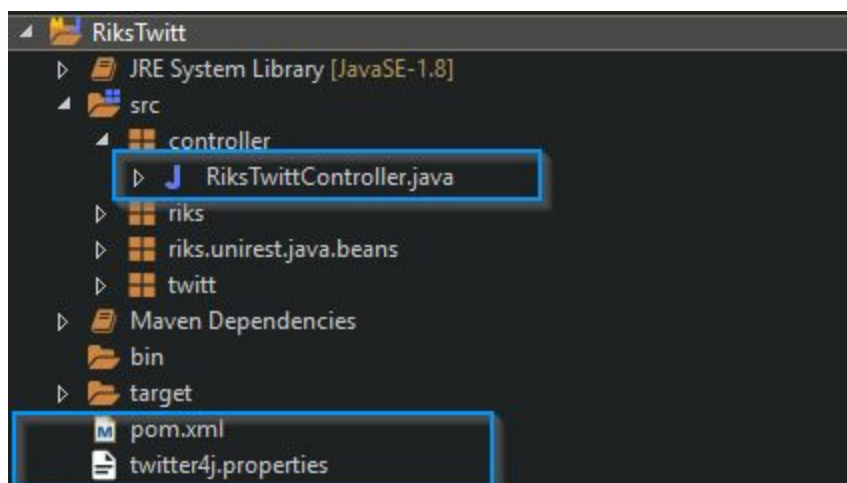 RiksTwitt
JRE System Library [JavaSE-1.8]
src
controller
J RiksTwittController.java
riks
riks.unirest.java.beans
twitt
Maven Dependencies
bin
target
M pom.xml
twitter4j.properties